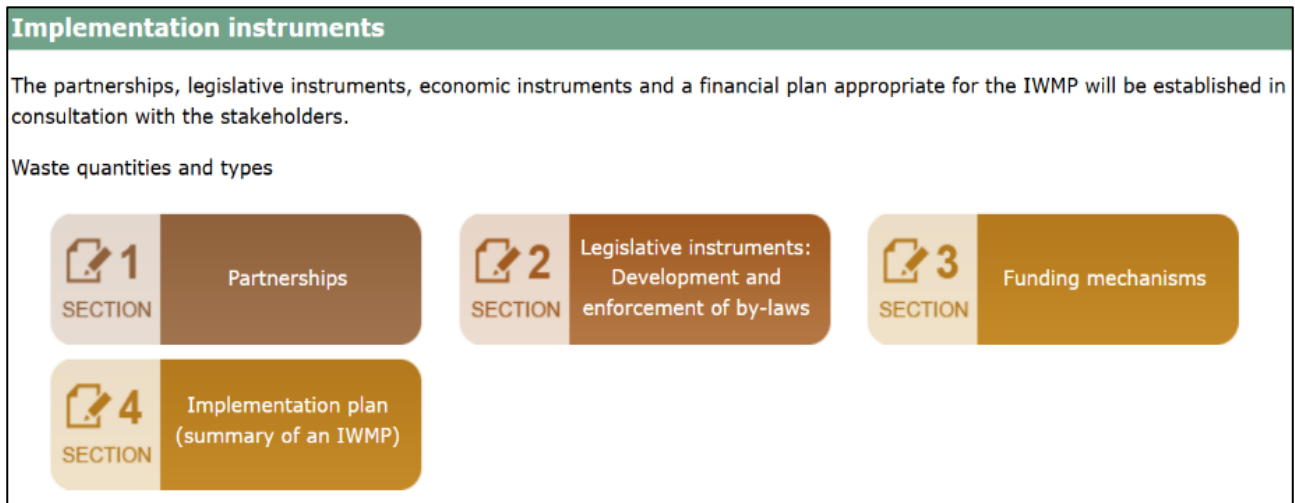 Implementation instruments
The partnerships, legislative instruments, economic instruments and a financial plan appropriate for the IWMP will be established in
consultation with the stakeholders.
Waste quantities and types
1
SECTION
Partnerships
2
SECTION
Legislative instruments:
Development and
enforcement of by-laws
3
SECTION
Funding mechanisms
4
SECTION
Implementation plan
(summary of an IWMP)